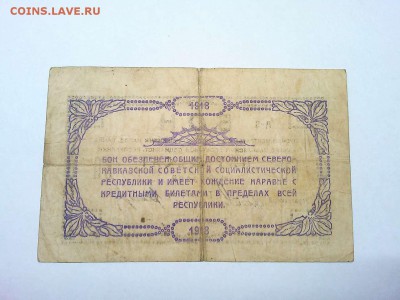 COINS.ЛАVE.RU
1918
БОН ОБЕЗПЕЧЕН ОБЩИМ ДОСТОЯНИЕМ СЕВЕРО-
КАВКАЗСКОЙ СОВЕТСКОЙ СОЦИАЛИСТИЧЕСКОЙ
РЕСПУБЛИКИ И ИМЕЕТ ХОЖДЕНИЕ НАРАВНЕ С
КРЕДИТНЫМИ БИЛЕТАМИ В ПРЕДЕЛАХ ВСЕЙ
РЕСПУБЛИКИ.
1918